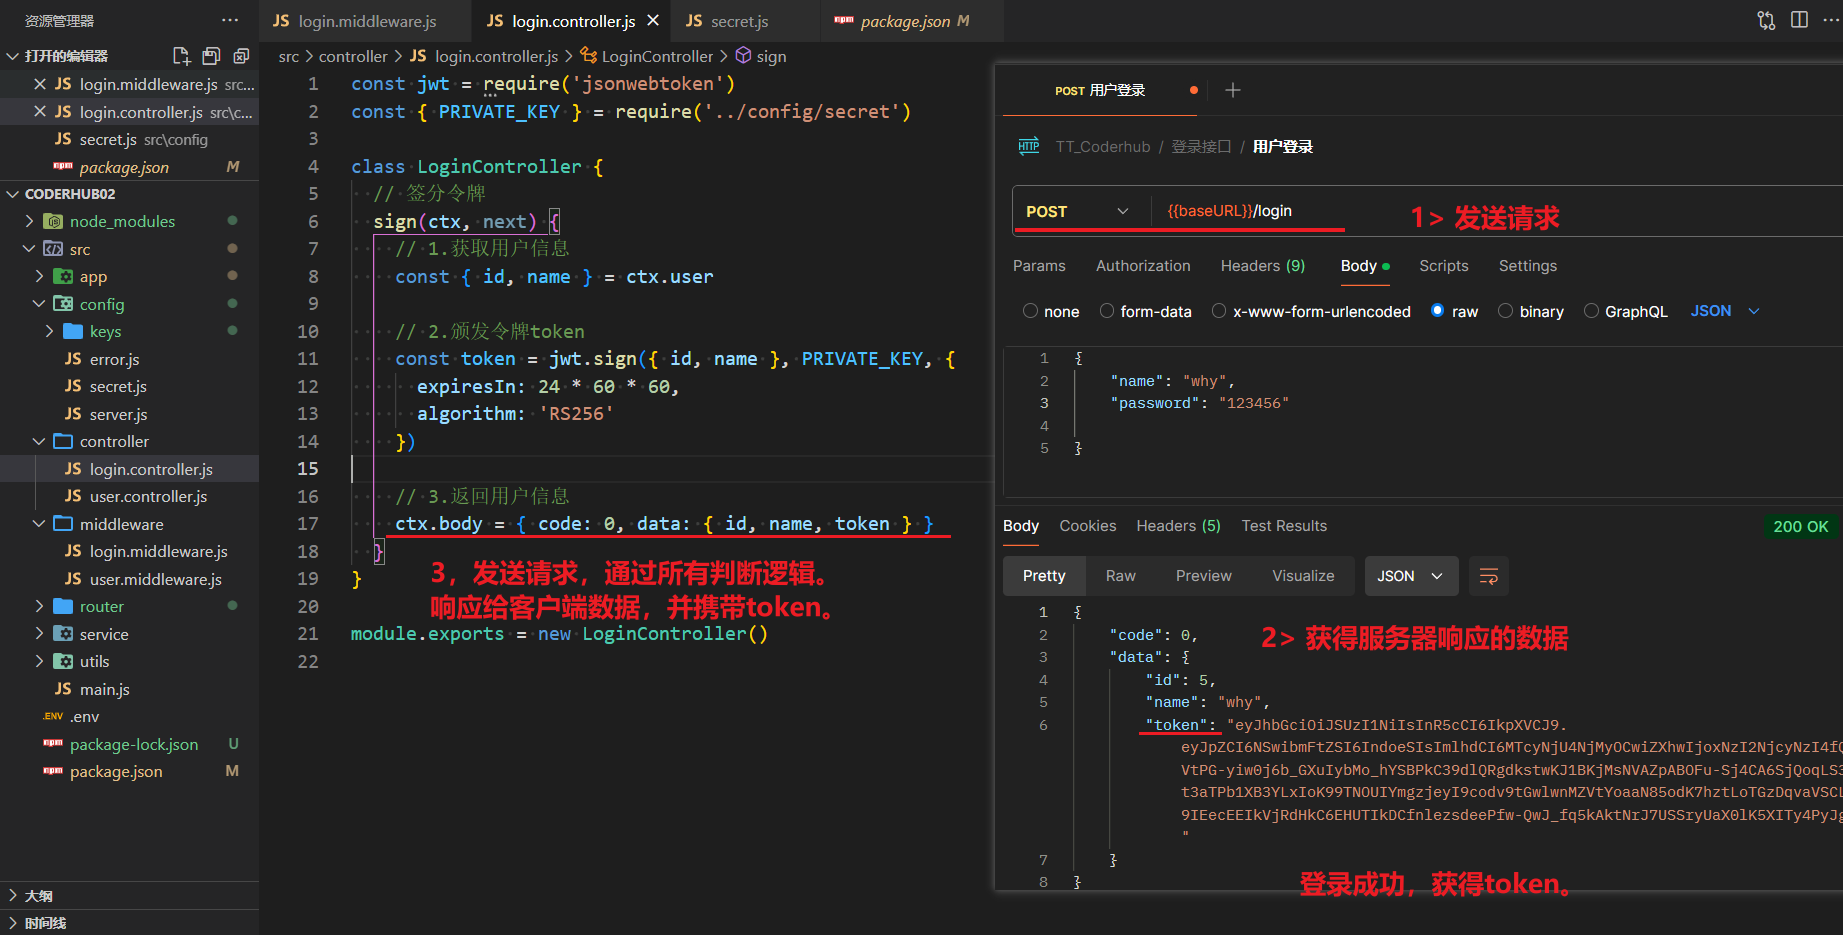 资源管理器
打开的编辑器
JS login.middleware.js src...
JS login.controller.js src\c...
JS secret.js src\config
npm package.json M
CODERHUB02
node_modules
src
app
config
keys
JS error.js
JS secret.js
JS server.js
controller
JS login.controller.js
JS user.controller.js
middleware
JS login.middleware.js
JS user.middleware.js
router
service
utils
JS main.js
.ENV .env
npm package-lock.json U
npm package.json M
大纲
时间线
JS login.middleware.js
JS login.controller.js
JS secret.js
npm package.json M
src > controller > JS login.controller.js > LoginController > sign
1 const jwt = require('jsonwebtoken')
2 const { PRIVATE_KEY } = require('../config/secret')
3
4 class LoginController {
5 // 签分令牌
6 sign(ctx, next) {
7 // 1.获取用户信息
8 const { id, name } = ctx.user
9
10 // 2.颁发令牌token
11 const token = jwt.sign({ id, name }, PRIVATE_KEY, {
12 expiresIn: 24 * 60 * 60,
13 algorithm: 'RS256'
14 })
15
16 // 3.返回用户信息
17 ctx.body = { code: 0, data: { id, name, token } }
18 }
19 }
20
21 module.exports = new LoginController()
22
3，发送请求，通过所有判断逻辑。
响应给客户端数据，并携带token。
POST 用户登录
HTTP TT_Coderhub / 登录接口 / 用户登录
POST {{baseURL}}/login
1> 发送请求
Params Authorization Headers (9) Body Scripts Settings
none form-data x-www-form-urlencoded raw binary GraphQL JSON
1 {
2 "name": "why",
3 "password": "123456"
4
5 }
Body Cookies Headers (5) Test Results 200 OK
Pretty Raw Preview Visualize JSON
1 {
2 "code": 0,
3 "data": {
4 "id": 5,
5 "name": "why",
6 "token": "eyJhbGciOiJSUzI1NiIsInR5cCI6IkpXVCJ9.
eyJpZCI6NSwibmFtZSI6IndoeSIsImlhdCI6MTcyNjU4NjMyOCwiZXhwIjoxNzI2NjcyNzI4fQ
VtPG-yiw0j6b_GXuIybMo_hYSBPkC39dlQRgdkstwKJ1BKjMsNVAZpABOFu-Sj4CA6SjQoqLS3
t3aTPb1XB3YLxIoK99TNOUIYmgzjeyI9codv9tGwlwnMZVtYoaaN85odK7hztLoTGzDqvaVSCL
9IEecEEIkVjRdHkC6EHUTIkDCfnlezsdeePfw-QwJ_fq5kAktNrJ7USSryUaX0lK5XITy4PyJg
"
7 }
8 }
2> 获得服务器响应的数据
登录成功，获得token。